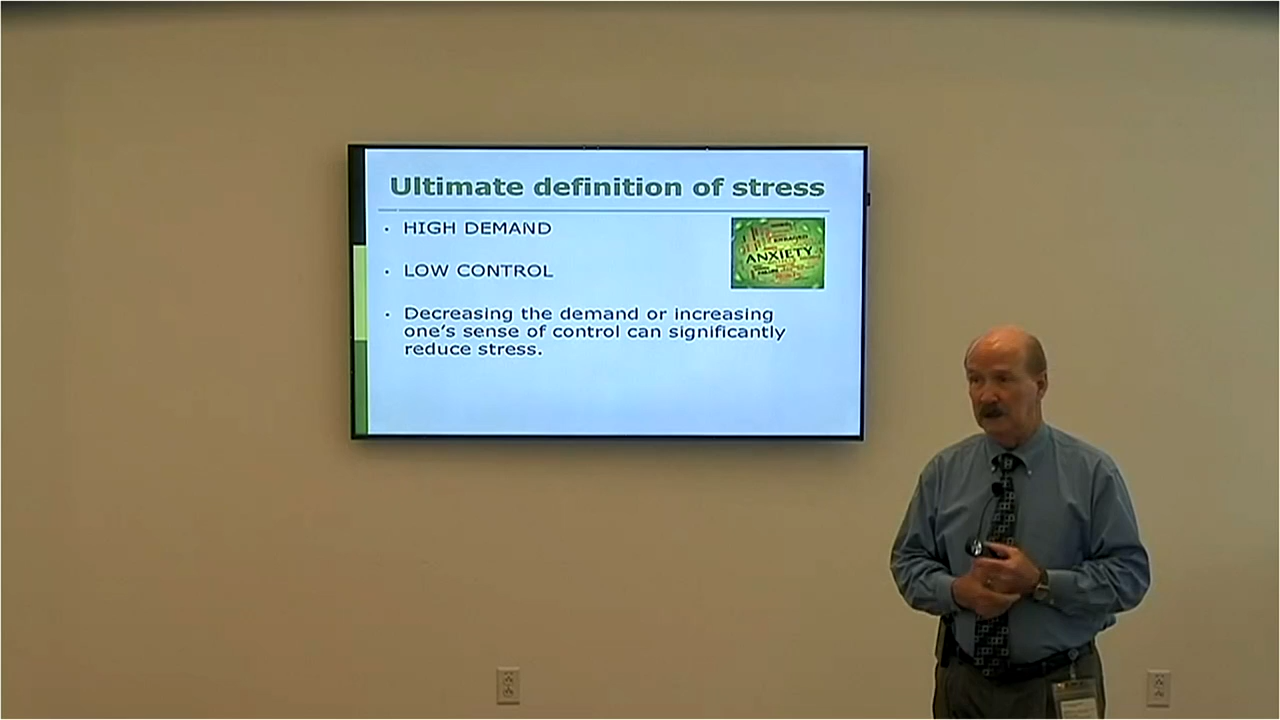 Ultimate definition of stress
• HIGH DEMAND
• LOW CONTROL
• Decreasing the demand or increasing
one's sense of control can significantly
reduce stress.
ANXIETY